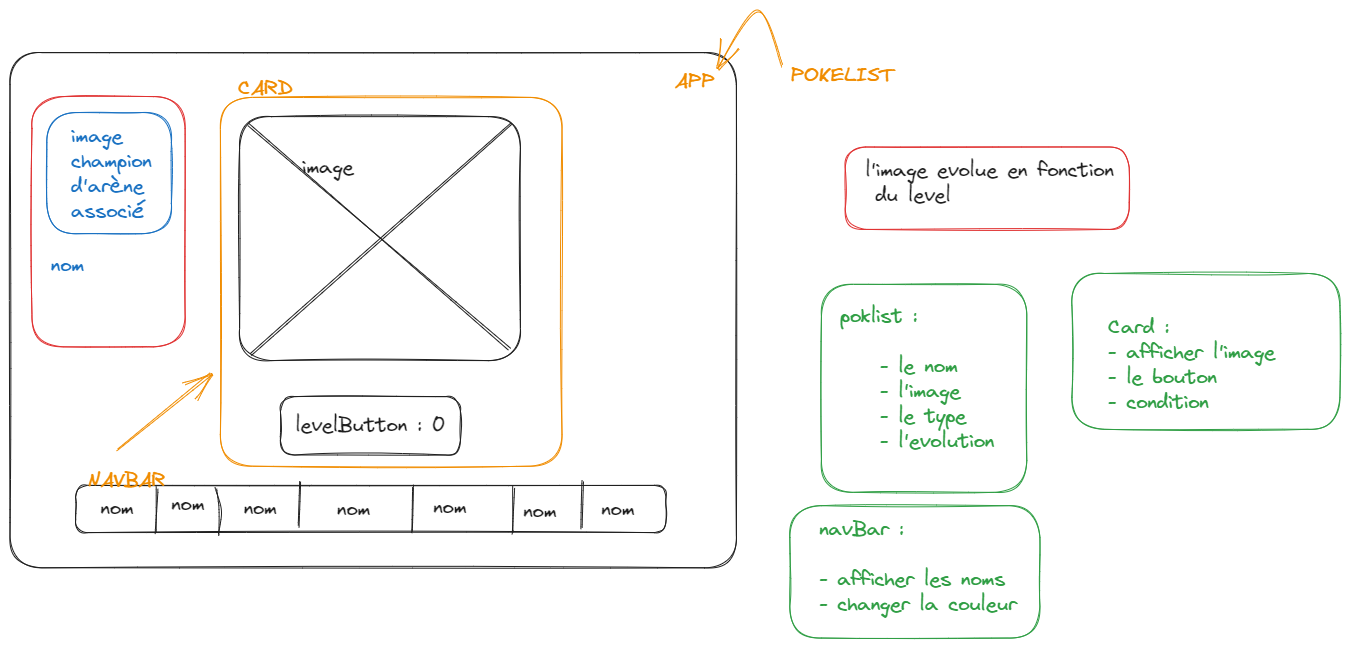 APP
POKELIST
CARD
image
champion
d'arène
associé
nom
image
levelButton : 0
NAVBAR
nom
nom
nom
nom
nom
nom
nom
l'image evolue en fonction
du level
poklist :
- le nom
- l'image
- le type
- l'evolution
Card :
- afficher l'image
- le bouton
- condition
navBar :
- afficher les noms
- changer la couleur